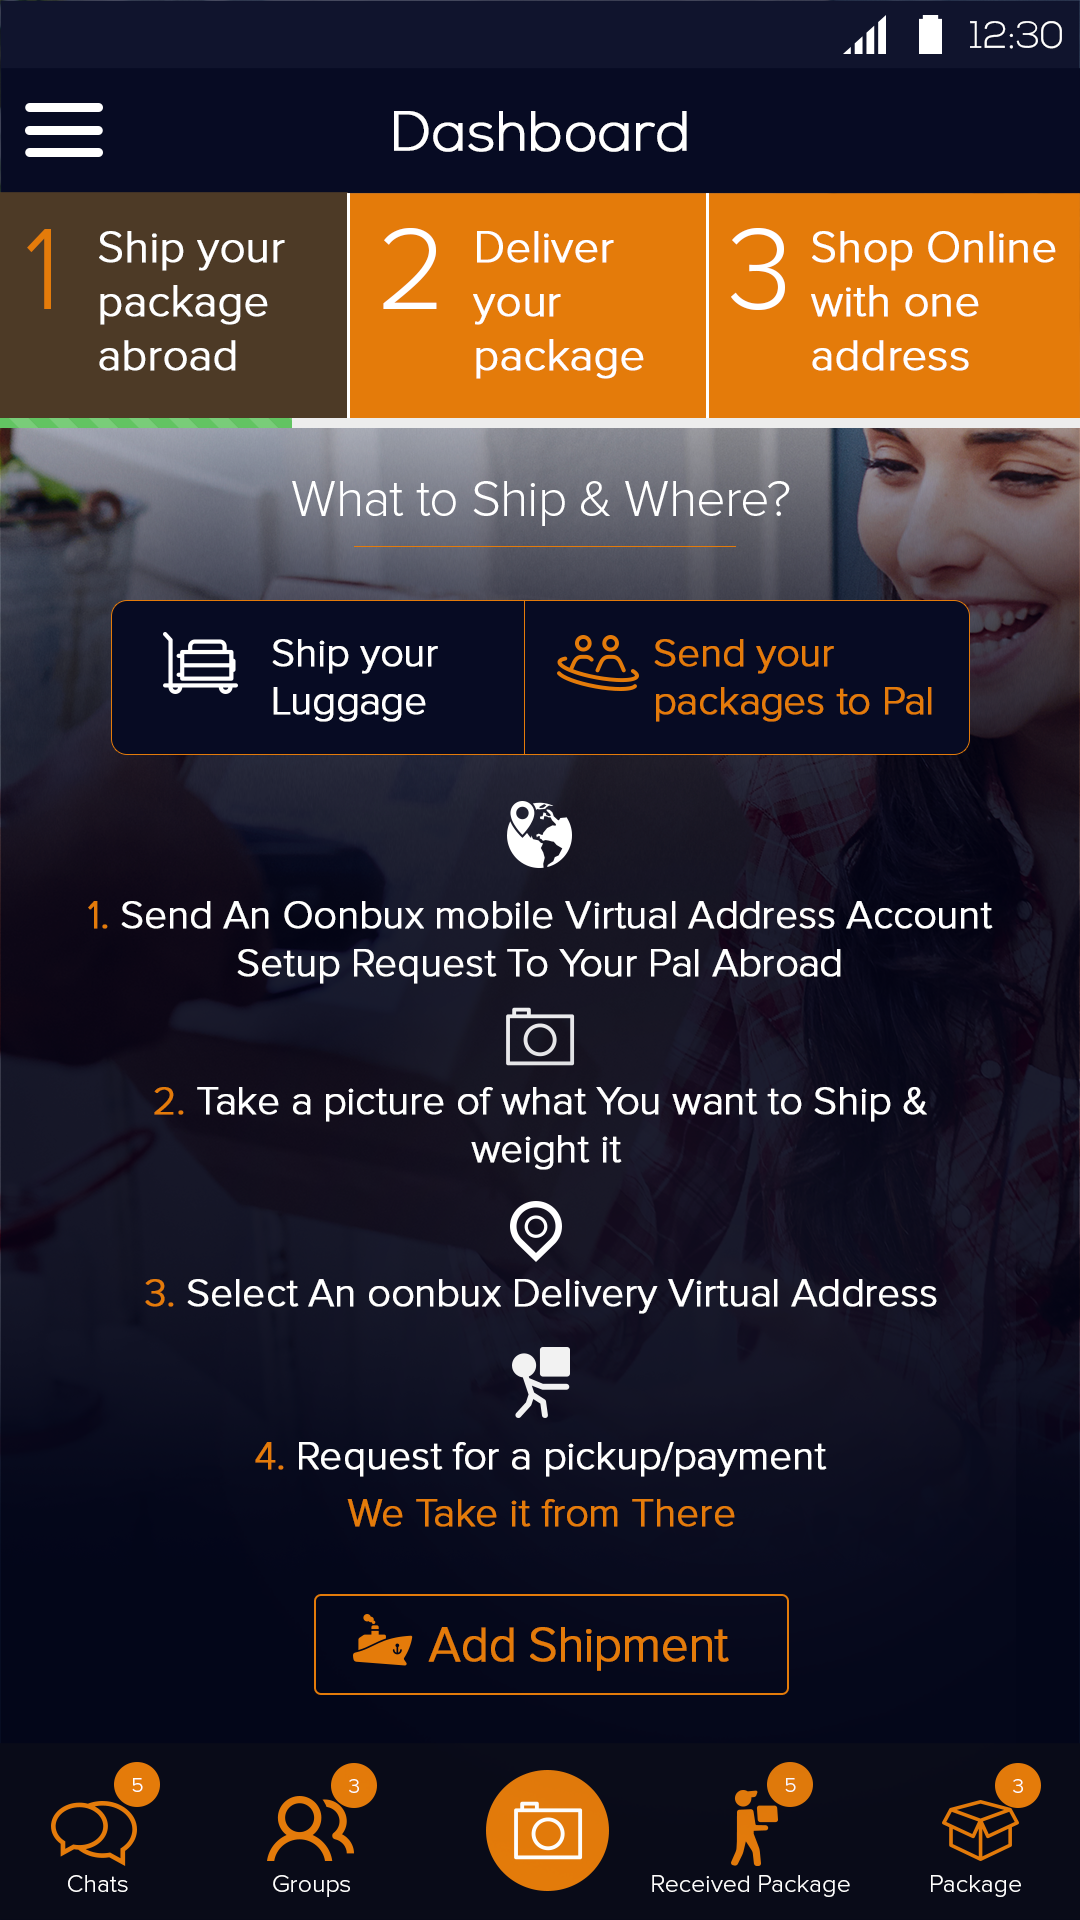 12:30
Dashboard
1 Ship your
package
abroad
2 Deliver
your
package
3 Shop Online
with one
address
What to Ship & Where?
Ship your
Luggage
Send your
packages to Pal
1. Send An Oonbux mobile Virtual Address Account
Setup Request To Your Pal Abroad
2. Take a picture of what You want to Ship &
weight it
3. Select An oonbux Delivery Virtual Address
4. Request for a pickup/payment
We Take it from There
Add Shipment
5
3
5
3
Chats
Groups
Received Package
Package